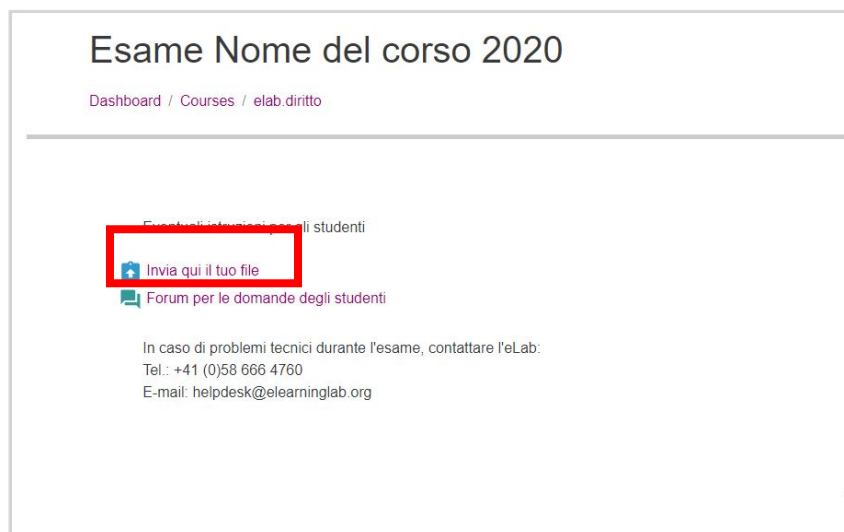 Esame Nome del corso 2020
Dashboard / Courses / elab.diritto
Eventuali istruzioni per gli studenti
Invia qui il tuo file
Forum per le domande degli studenti
In caso di problemi tecnici durante l'esame, contattare l'eLab:
Tel.: +41 (0)58 666 4760
E-mail: helpdesk@elearninglab.org